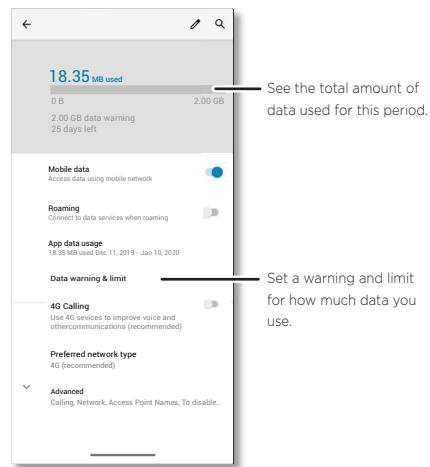 18.35 MB used
0 B 2.00 GB
2.00 GB data warning
25 days left
Mobile data
Access data using mobile network
Roaming
Connect to data services when roaming
App data usage
18.35 MB used Dec 11, 2019 - Jan 10, 2020
Data warning & limit
4G Calling
Use 4G sevices to improve voice and
othercommunications (recommended)
Preferred network type
4G (recommended)
Advanced
Calling, Network, Access Point Names, To disable..
See the total amount of
data used for this period.
Set a warning and limit
for how much data you
use.